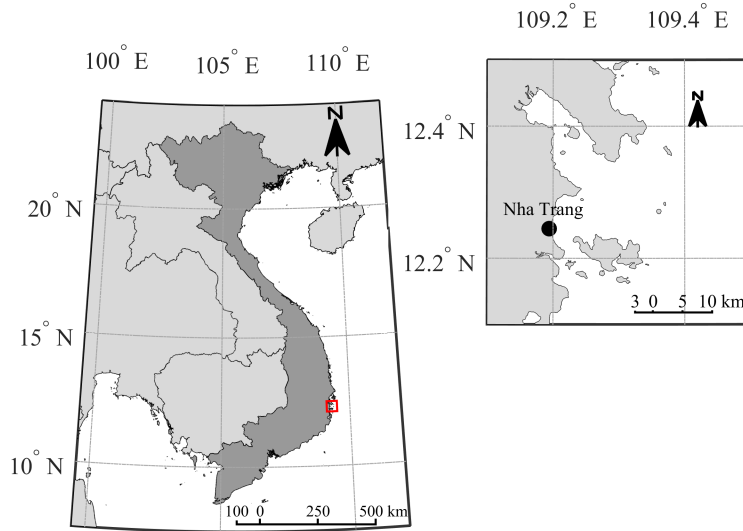 100° E
105° E
110° E
N
20° N
15° N
10° N
100 0 250 500 km
109.2° E
109.4° E
N
12.4° N
Nha Trang
12.2° N
3 0 5 10 km